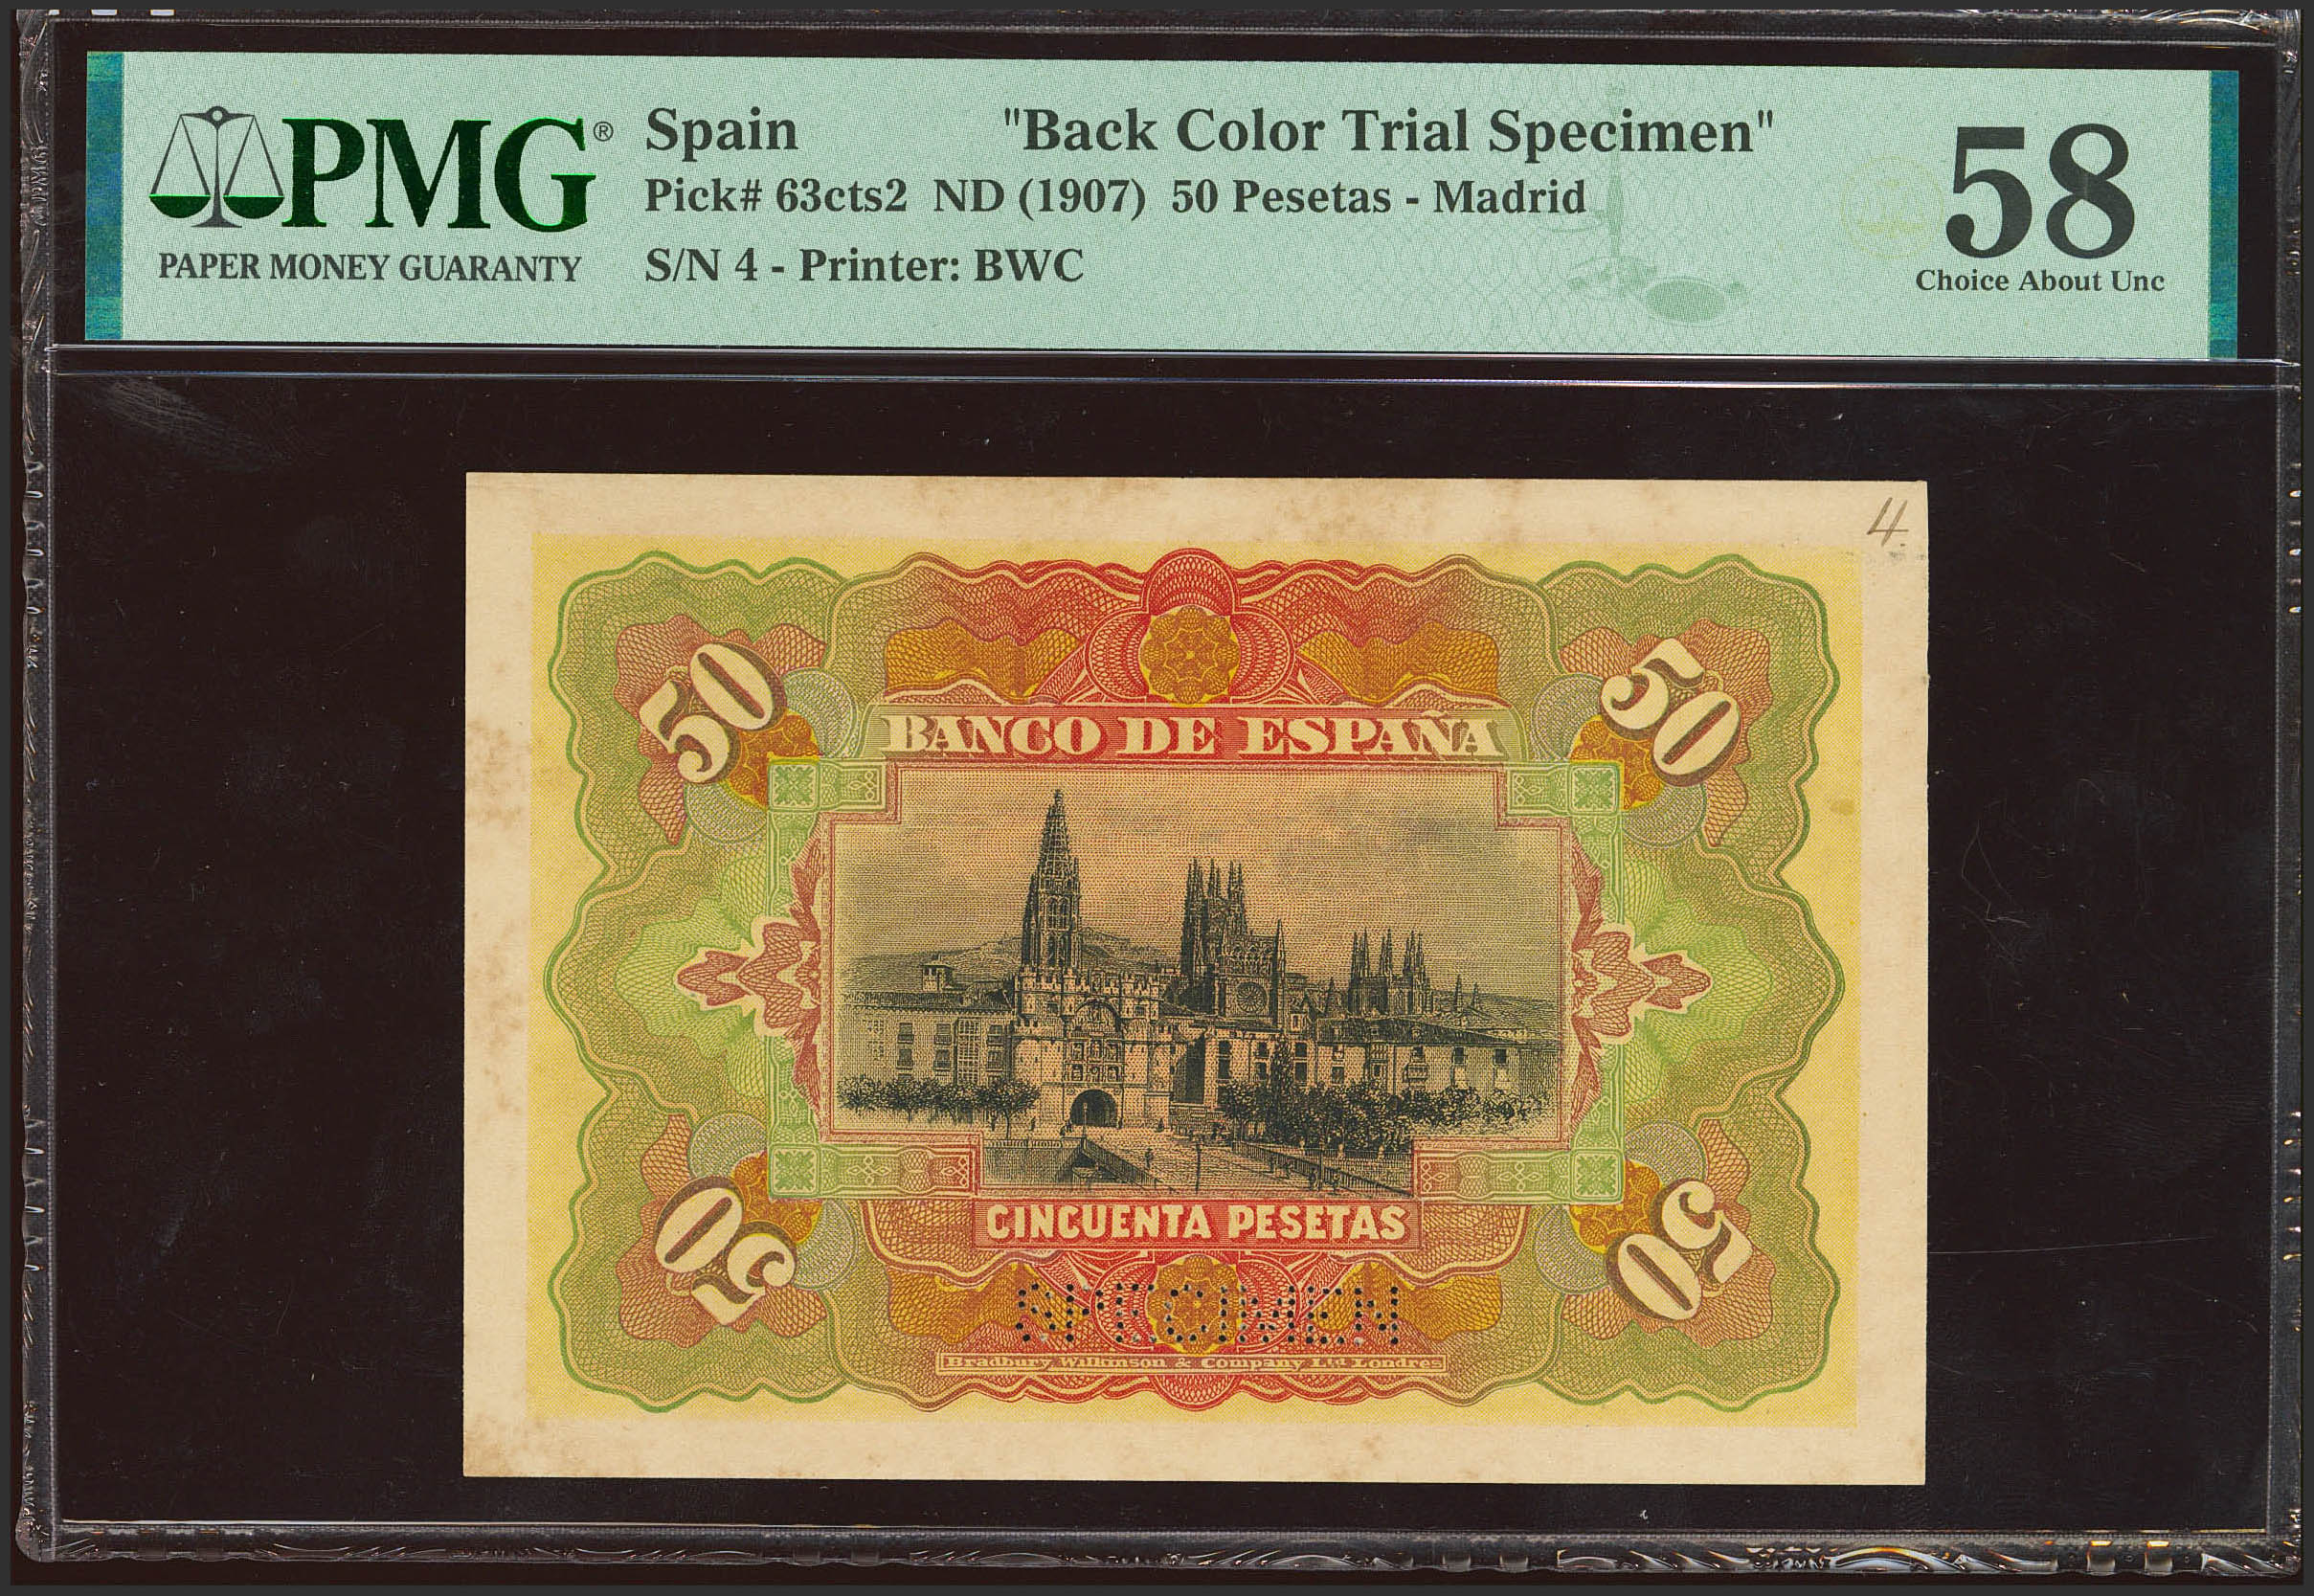 PMG®
PAPER MONEY GUARANTY
Spain "Back Color Trial Specimen"
Pick# 63cts2 ND (1907) 50 Pesetas - Madrid
S/N 4 - Printer: BWC
58
Choice About Unc
4.
50 50
BANCO DE ESPAÑA
CINCUENTA PESETAS
50 50
SPECIMEN
Bradbury Wilkinson & Company Ltd Londres